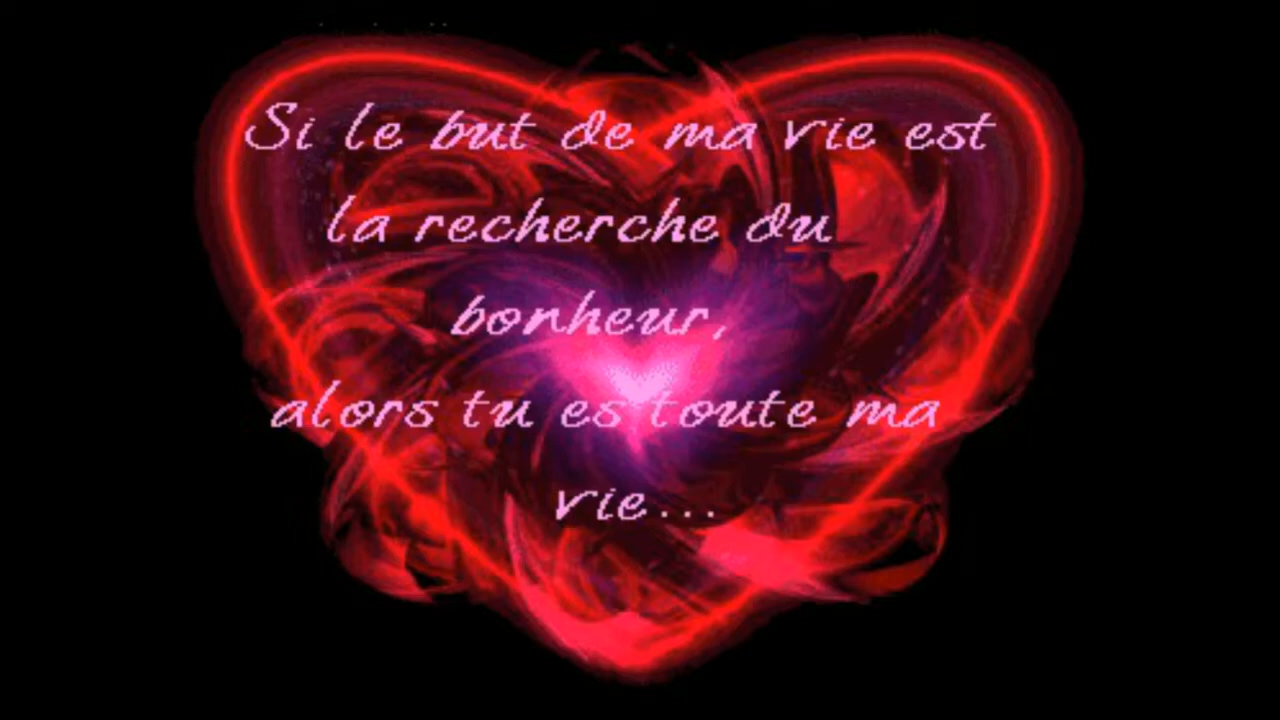 Si le but de ma vie est
la recherche du
bonheur,
alors tu es toute ma
vie...